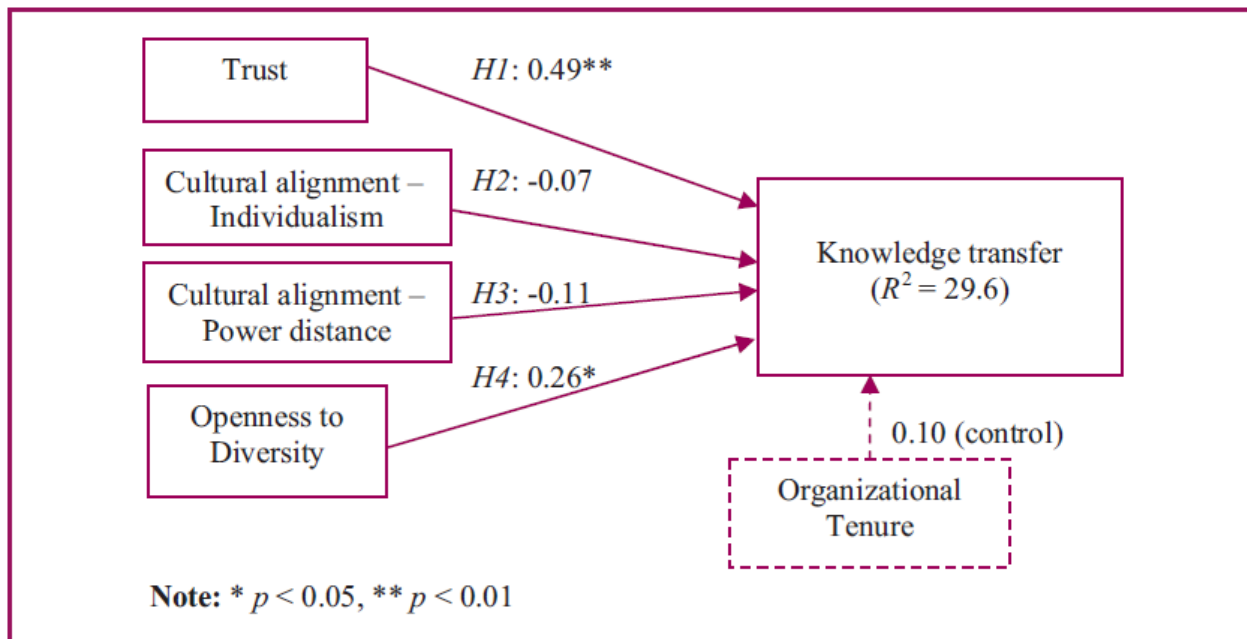 Trust
H1: 0.49**
Cultural alignment –
Individualism
H2: -0.07
Cultural alignment –
Power distance
H3: -0.11
Openness to
Diversity
H4: 0.26*
Knowledge transfer
(R² = 29.6)
0.10 (control)
Organizational
Tenure
Note: * p < 0.05, ** p < 0.01